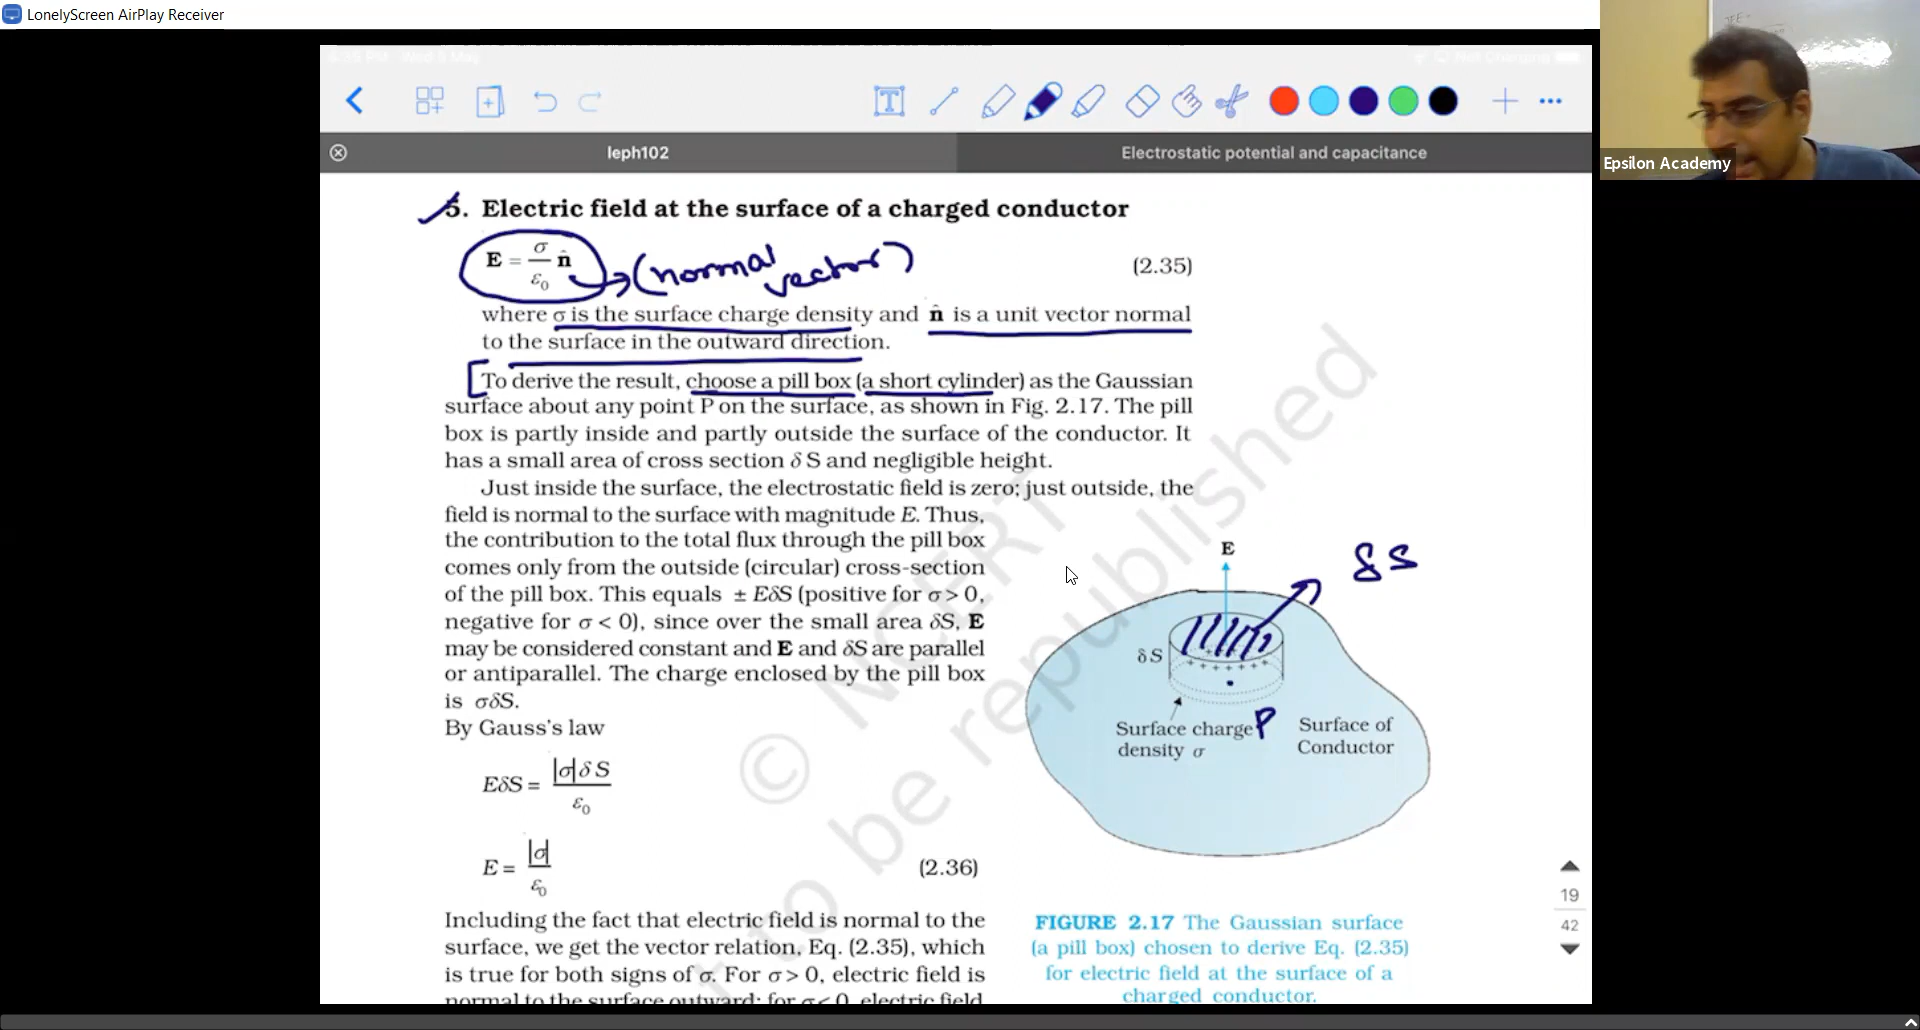 LonelyScreen AirPlay Receiver
Epsilon Academy
T
leph102
Electrostatic potential and capacitance
5. Electric field at the surface of a charged conductor
E = σ/ε0 n̂ (normal vector) (2.35)
where σ is the surface charge density and n̂ is a unit vector normal
to the surface in the outward direction.
To derive the result, choose a pill box (a short cylinder) as the Gaussian
surface about any point P on the surface, as shown in Fig. 2.17. The pill
box is partly inside and partly outside the surface of the conductor. It
has a small area of cross section δ S and negligible height.
Just inside the surface, the electrostatic field is zero; just outside, the
field is normal to the surface with magnitude E. Thus,
the contribution to the total flux through the pill box
comes only from the outside (circular) cross-section
of the pill box. This equals ± EδS (positive for σ > 0,
negative for σ < 0), since over the small area δS, E
may be considered constant and E and δS are parallel
or antiparallel. The charge enclosed by the pill box
is σδS.
By Gauss's law
EδS = |σ|δ S/ε0
E = |σ|/ε0 (2.36)
Including the fact that electric field is normal to the
surface, we get the vector relation, Eq. (2.35), which
is true for both signs of σ. For σ > 0, electric field is
normal to the surface outward; for σ < 0, electric field
E
δS
δS
P
Surface charge
density σ
Surface of
Conductor
FIGURE 2.17 The Gaussian surface
(a pill box) chosen to derive Eq. (2.35)
for electric field at the surface of a
charged conductor.
19
42
© NCERT
not to be republished